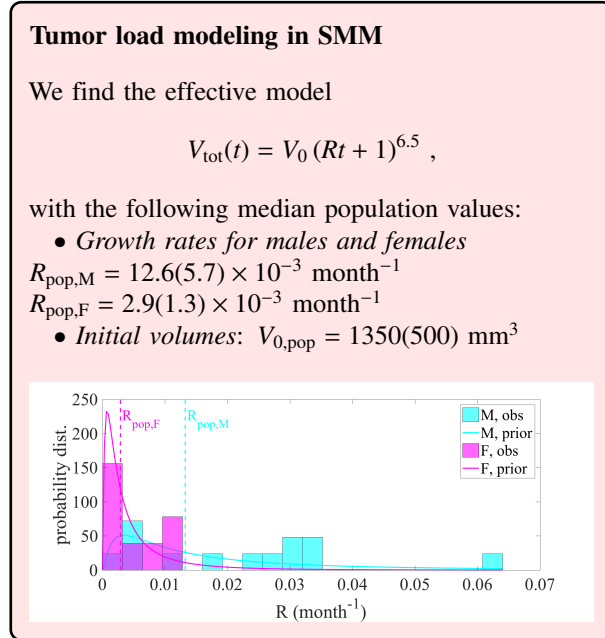 Tumor load modeling in SMM
We find the effective model
V_tot(t) = V_0 (Rt + 1)^6.5 ,
with the following median population values:
• Growth rates for males and females
R_pop,M = 12.6(5.7) × 10^−3 month^−1
R_pop,F = 2.9(1.3) × 10^−3 month^−1
• Initial volumes: V_0,pop = 1350(500) mm^3
250
200
150
100
50
0
probability dist.
R_pop,F
R_pop,M
M, obs
M, prior
F, obs
F, prior
0 0.01 0.02 0.03 0.04 0.05 0.06 0.07
R (month^-1)